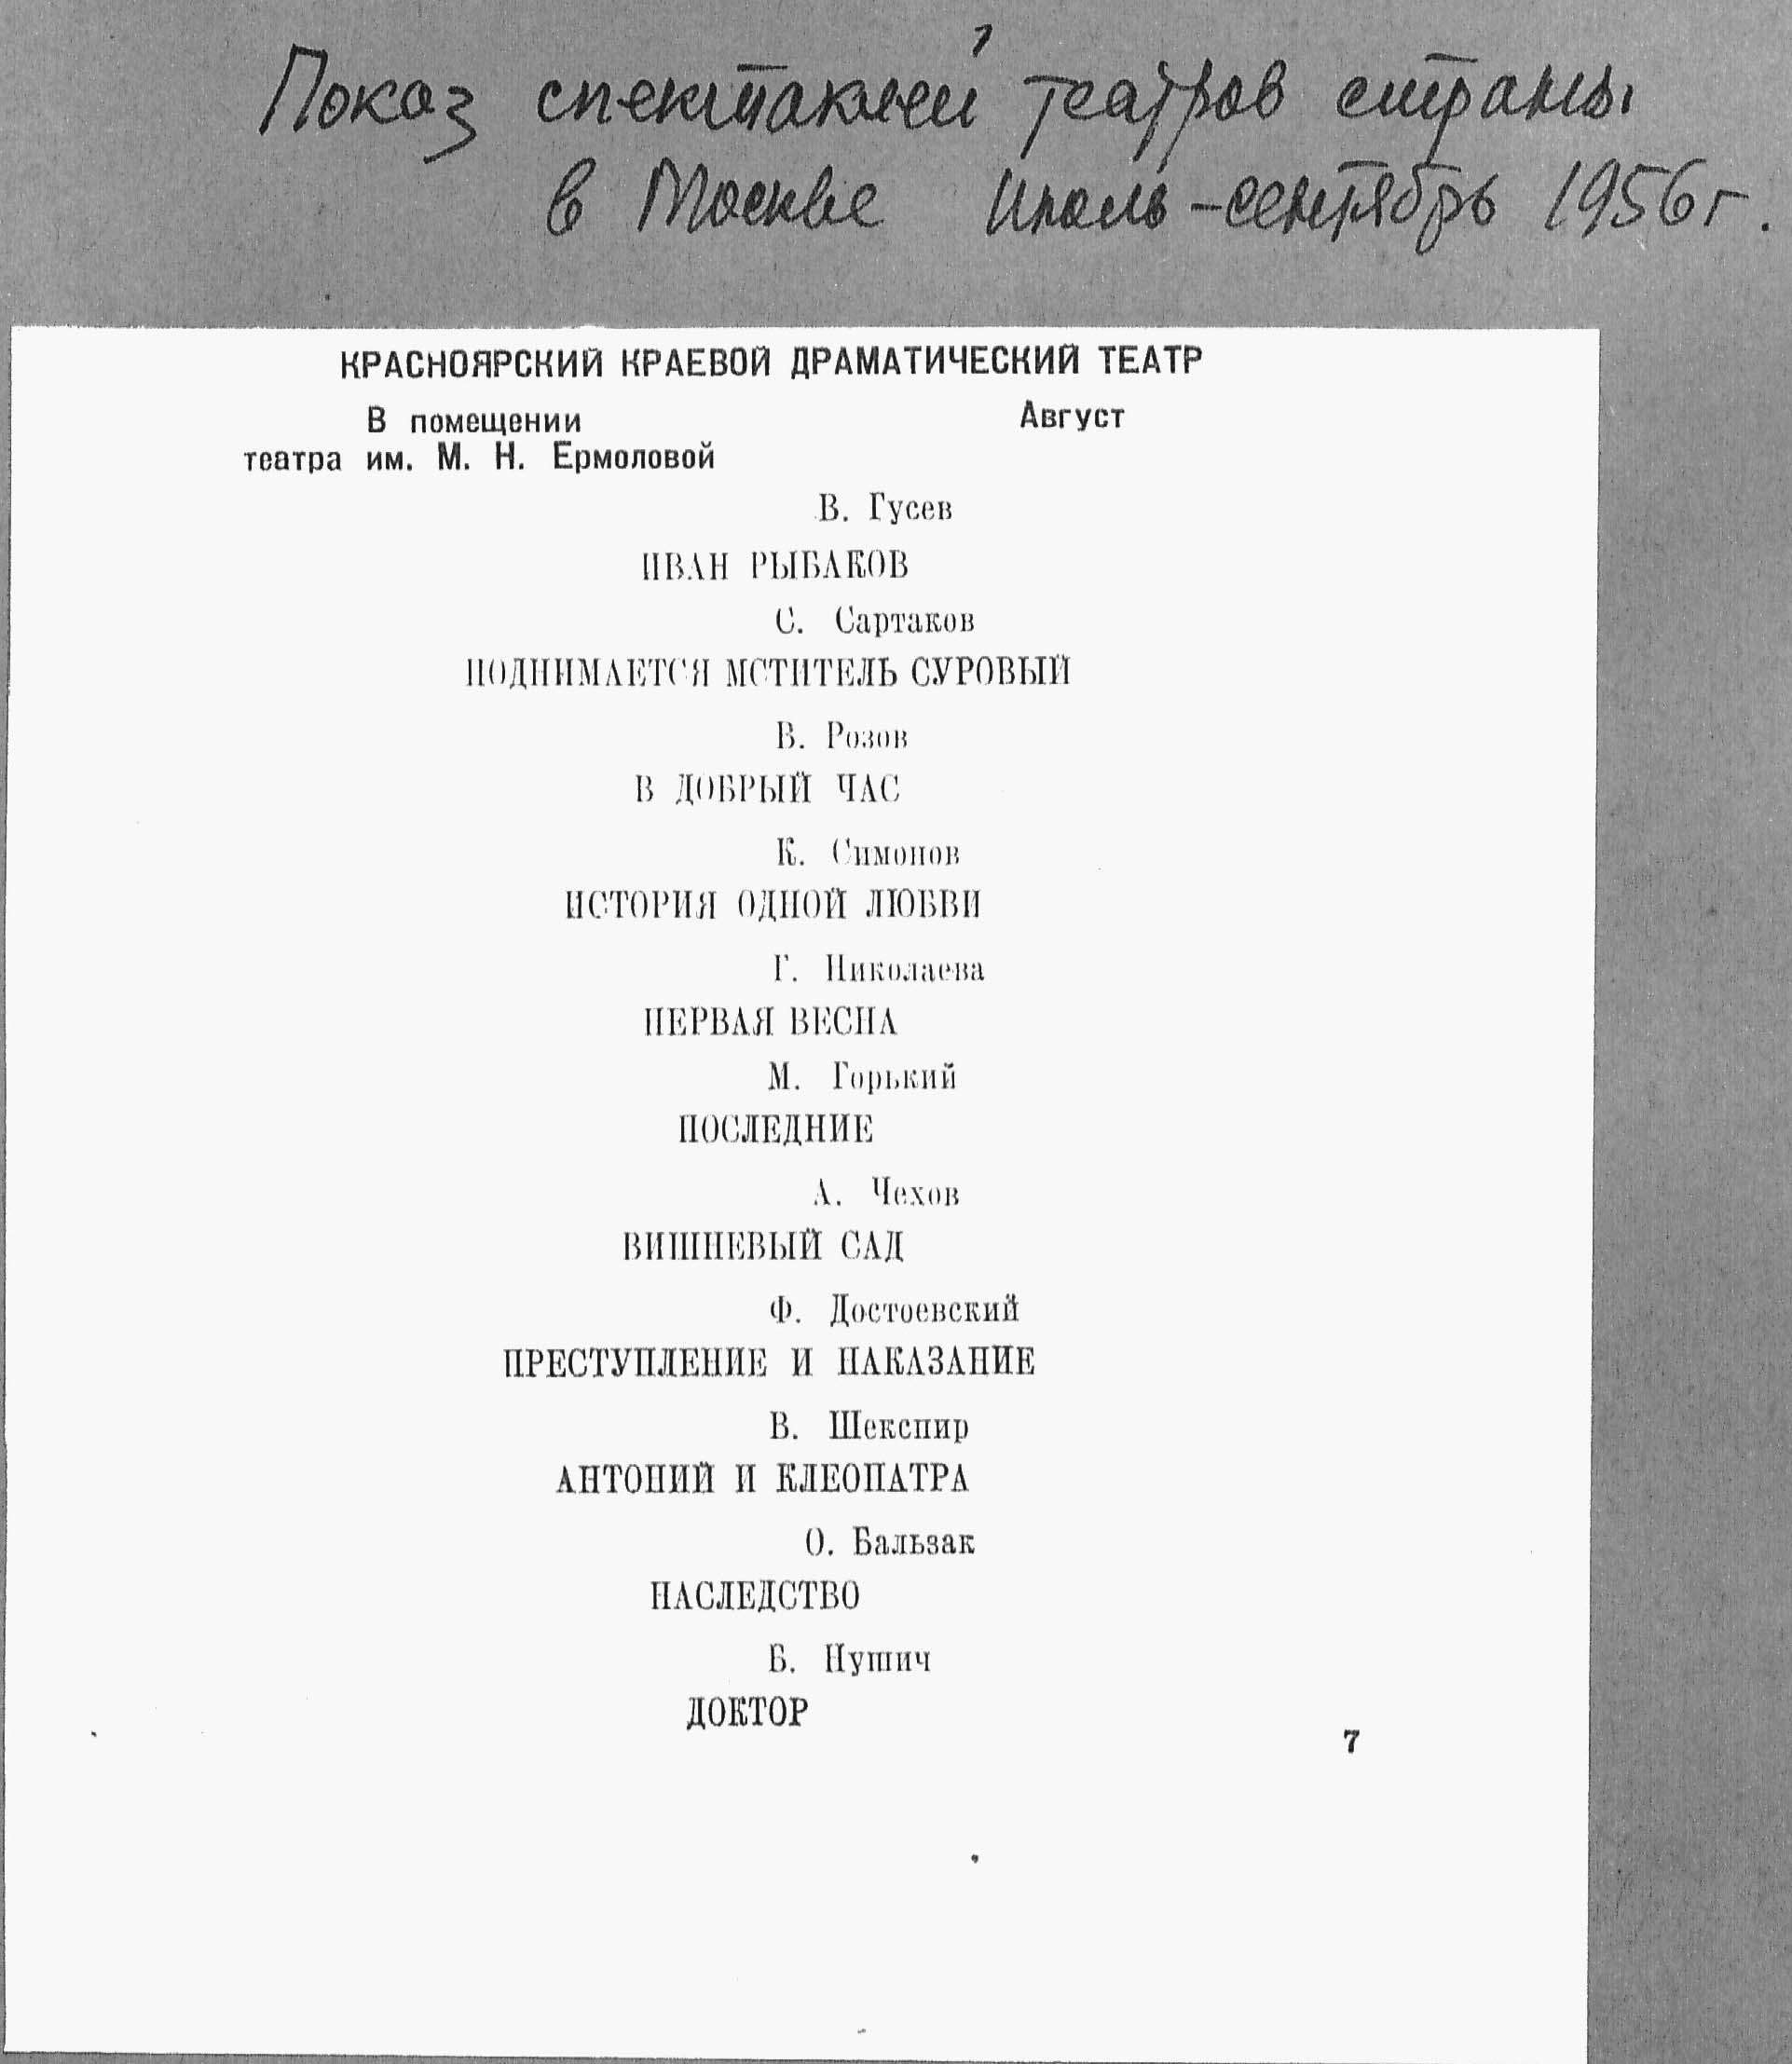 Показ спектаклей театров страны
в Москве Июль-сентябрь 1956г.
КРАСНОЯРСКИЙ КРАЕВОЙ ДРАМАТИЧЕСКИЙ ТЕАТР
В помещении Август
театра им. М. Н. Ермоловой
В. Гусев
ИВАН РЫБАКОВ
С. Сартаков
ПОДНИМАЕТСЯ МСТИТЕЛЬ СУРОВЫЙ
В. Розов
В ДОБРЫЙ ЧАС
К. Симонов
ИСТОРИЯ ОДНОЙ ЛЮБВИ
Г. Николаева
ПЕРВАЯ ВЕСНА
М. Горький
ПОСЛЕДНИЕ
А. Чехов
ВИШНЕВЫЙ САД
Ф. Достоевский
ПРЕСТУПЛЕНИЕ И НАКАЗАНИЕ
В. Шекспир
АНТОНИЙ И КЛЕОПАТРА
О. Бальзак
НАСЛЕДСТВО
Б. Нушич
ДОКТОР
7